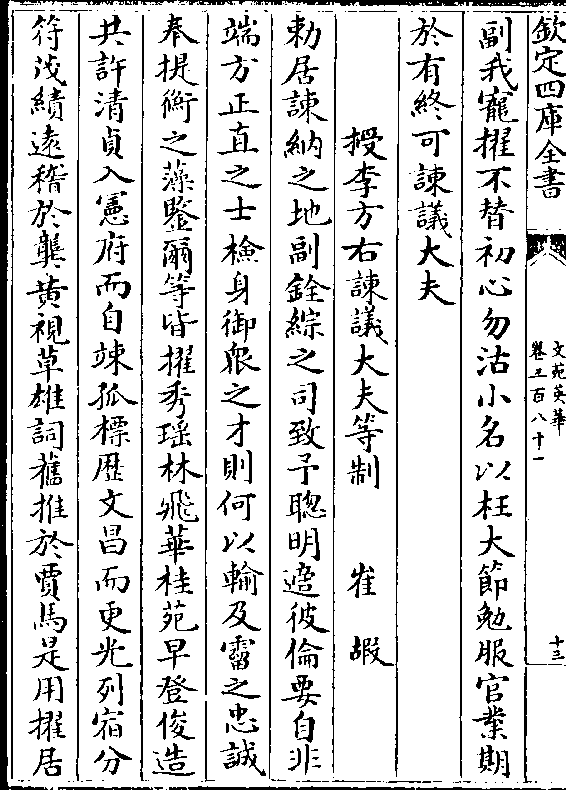 欽定四庫全書
文苑英華
卷五百八十一
十三
副我寵擢不替初心勿沽小名以枉大節勉服官業期
於有終可諫議大夫
授李方右諫議大夫等制 崔嘏
勅居諫納之地副銓綜之司致予聰明遴彼倫要自非
端方正直之士檢身御衆之才則何以輸及霤之忠誠
奉提衡之藻鑒爾等皆擢秀瑶林飛華桂苑早登俊造
共許清貞入憲府而自竦孤標歴文昌而更光列宿分
符茂績逺稽於龔黄視草雄詞舊推於賈馬是用擢居